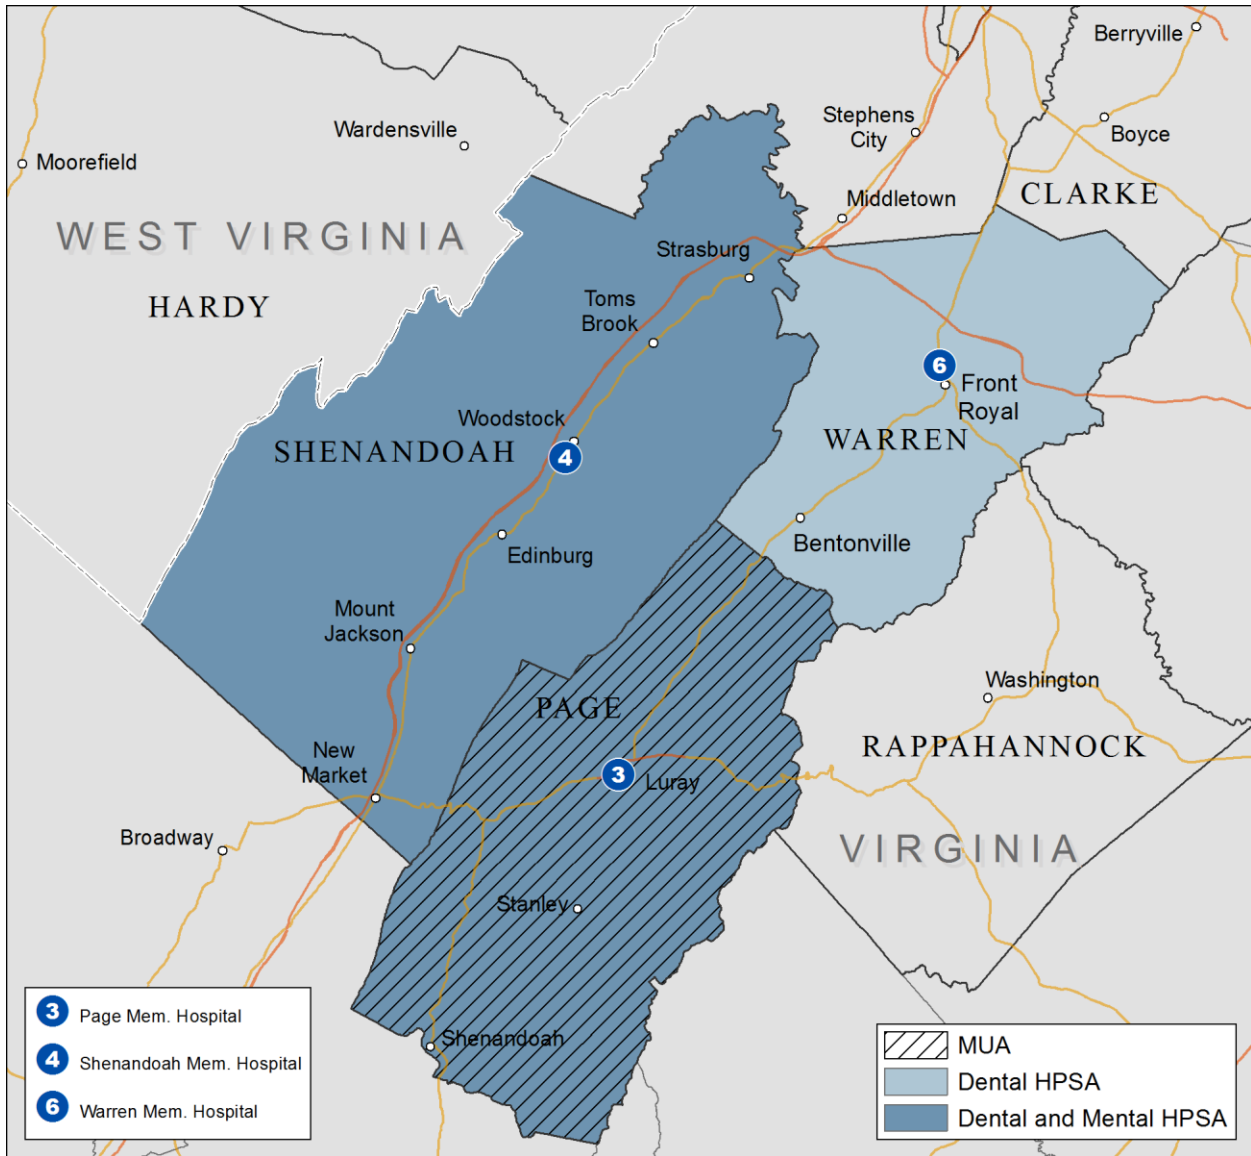 Berryville
Stephens
City
Boyce
Wardensville
Moorefield
CLARKE
Middletown
WEST VIRGINIA
Strasburg
HARDY
Toms
Brook
6
Front
Royal
Woodstock
WARREN
SHENANDOAH
4
Bentonville
Edinburg
Mount
Jackson
Washington
PAGE
RAPPAHANNOCK
New
Market
3
Luray
Broadway
VIRGINIA
Stanley
Shenandoah
3 Page Mem. Hospital
4 Shenandoah Mem. Hospital
6 Warren Mem. Hospital
MUA
Dental HPSA
Dental and Mental HPSA